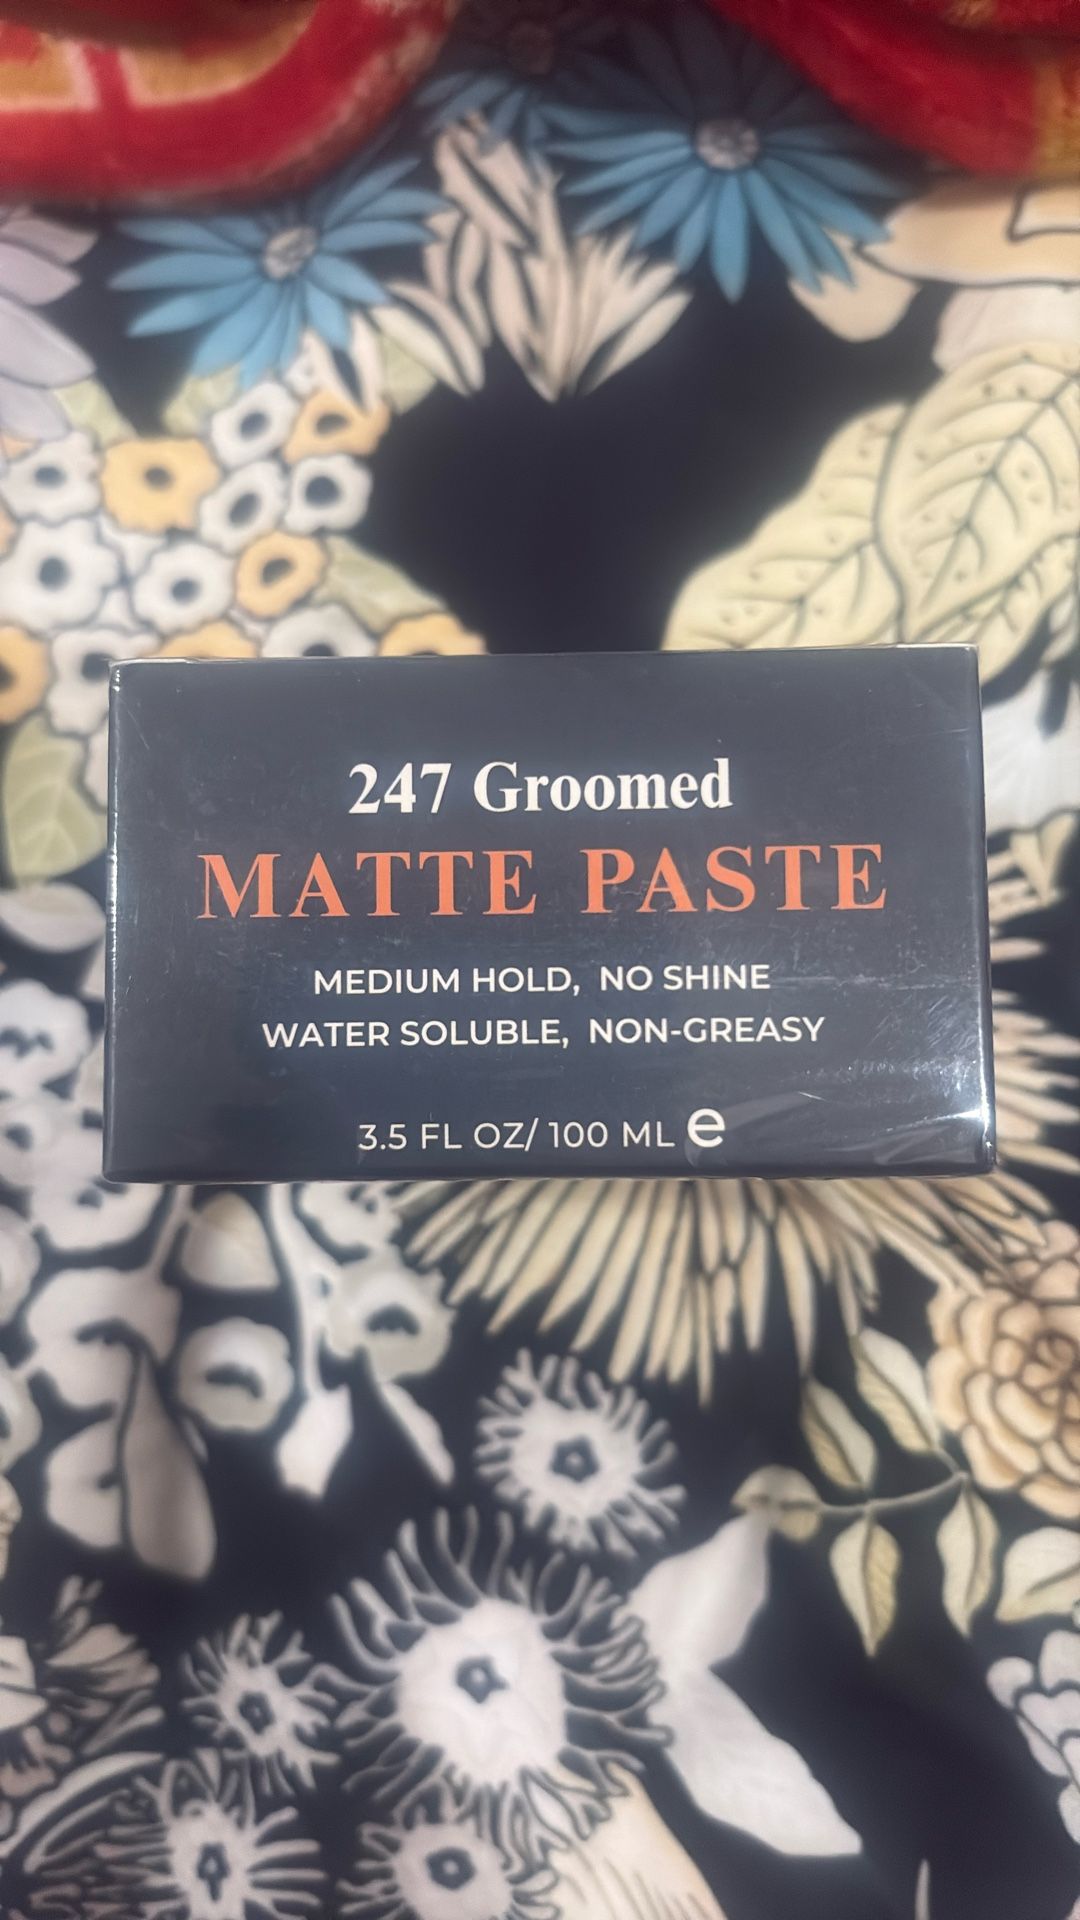 247 Groomed
MATTE PASTE
MEDIUM HOLD, NO SHINE
WATER SOLUBLE, NON-GREASY
3.5 FL OZ/ 100 ML e